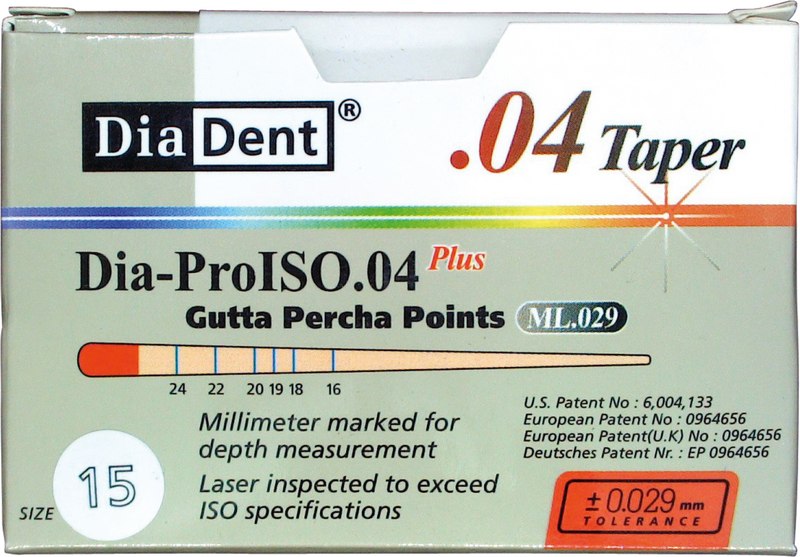 DiaDent®
.04 Taper
Dia-ProISO.04 Plus
Gutta Percha Points ML.029
24 22 20 19 18 16
Millimeter marked for
depth measurement
Laser inspected to exceed
ISO specifications
U.S. Patent No : 6,004,133
European Patent No : 0964656
European Patent(U.K) No : 0964656
Deutsches Patent Nr. : EP 0964656
SIZE 15
± 0.029 mm
TOLERANCE